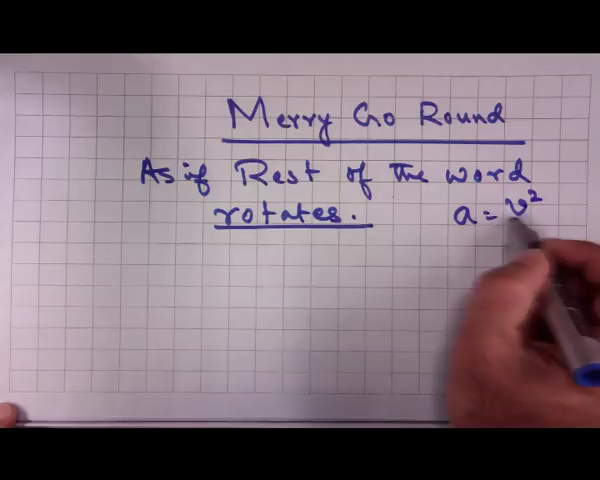 Merry Go Round
As if Rest of the word
rotates.
a = v²